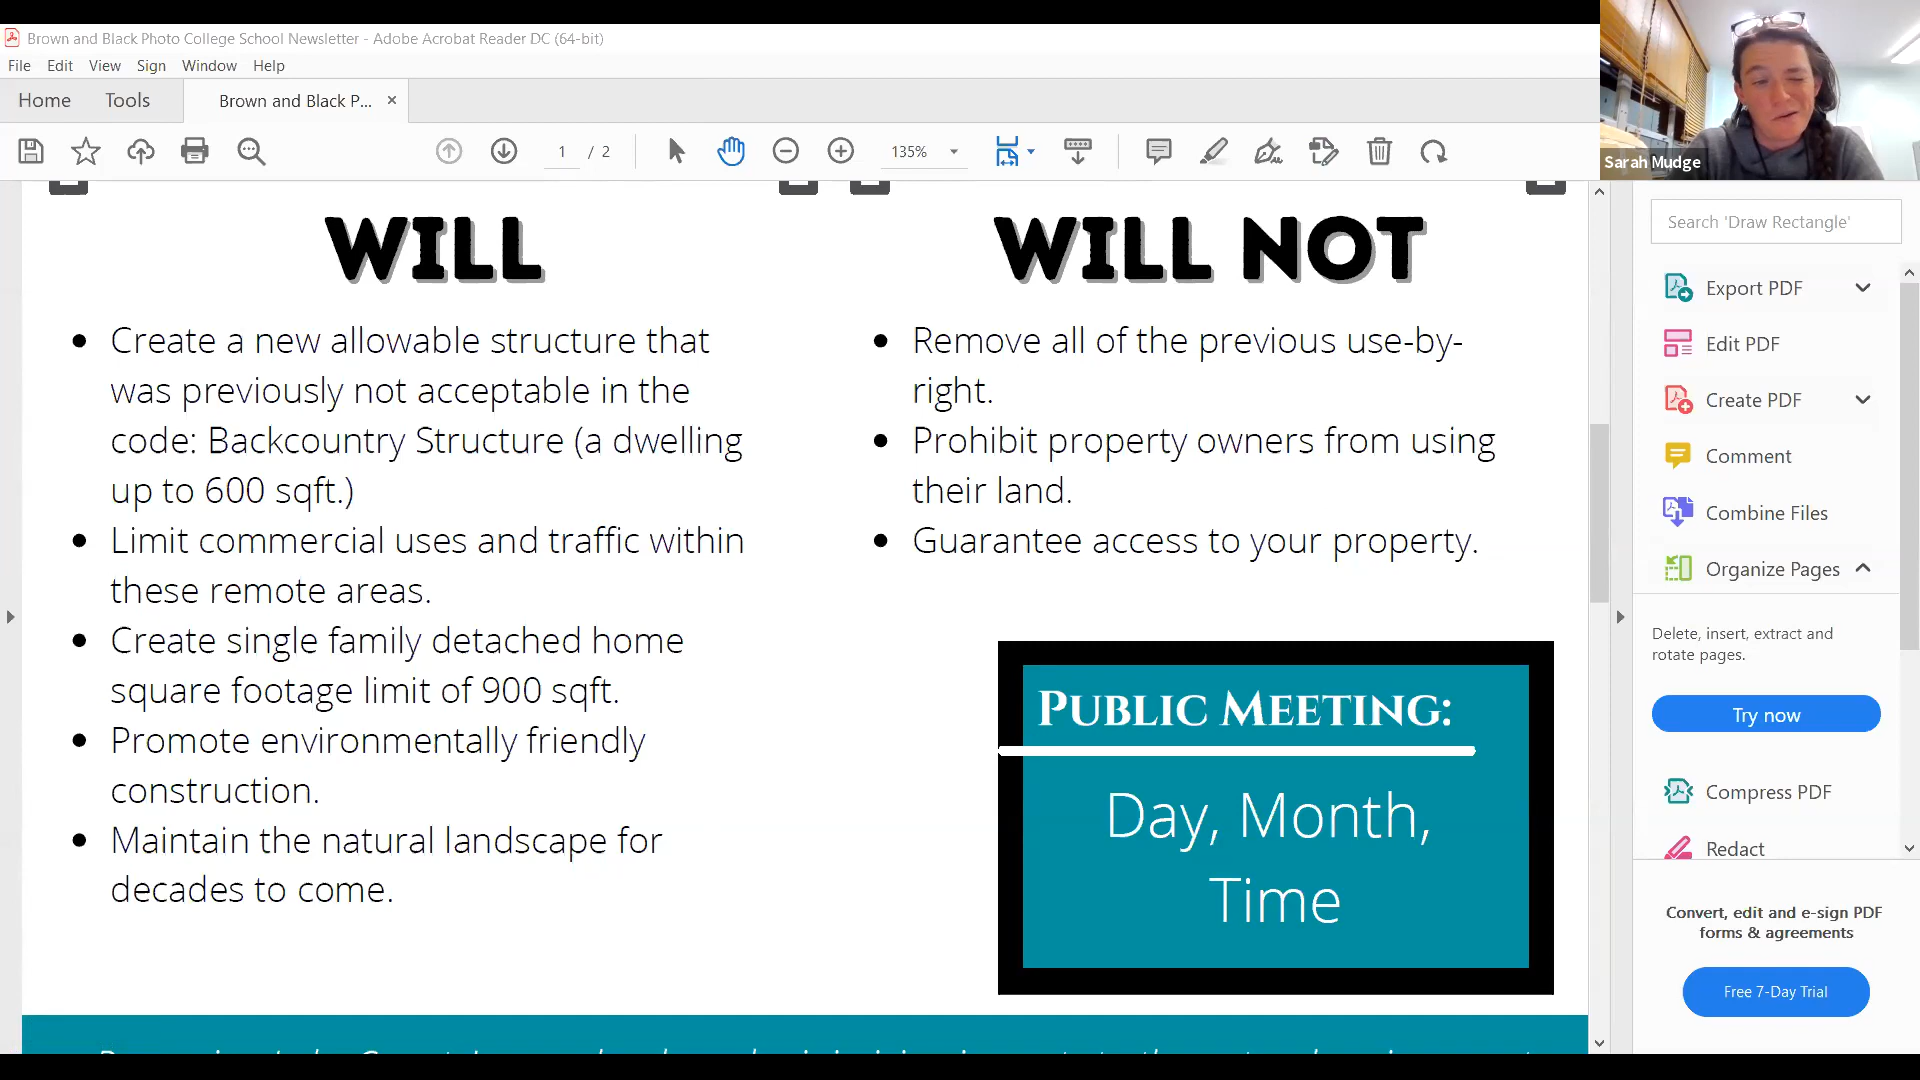 Brown and Black Photo College School Newsletter - Adobe Acrobat Reader DC (64-bit)
File Edit View Sign Window Help
Home Tools Brown and Black P... ×
1 / 2 135%
Sarah Mudge
WILL
Create a new allowable structure that
was previously not acceptable in the
code: Backcountry Structure (a dwelling
up to 600 sqft.)
Limit commercial uses and traffic within
these remote areas.
Create single family detached home
square footage limit of 900 sqft.
Promote environmentally friendly
construction.
Maintain the natural landscape for
decades to come.
WILL NOT
Remove all of the previous use-by-
right.
Prohibit property owners from using
their land.
Guarantee access to your property.
PUBLIC MEETING:
Day, Month,
Time
Search 'Draw Rectangle'
Export PDF
Edit PDF
Create PDF
Comment
Combine Files
Organize Pages
Delete, insert, extract and
rotate pages.
Try now
Compress PDF
Redact
Convert, edit and e-sign PDF
forms & agreements
Free 7-Day Trial